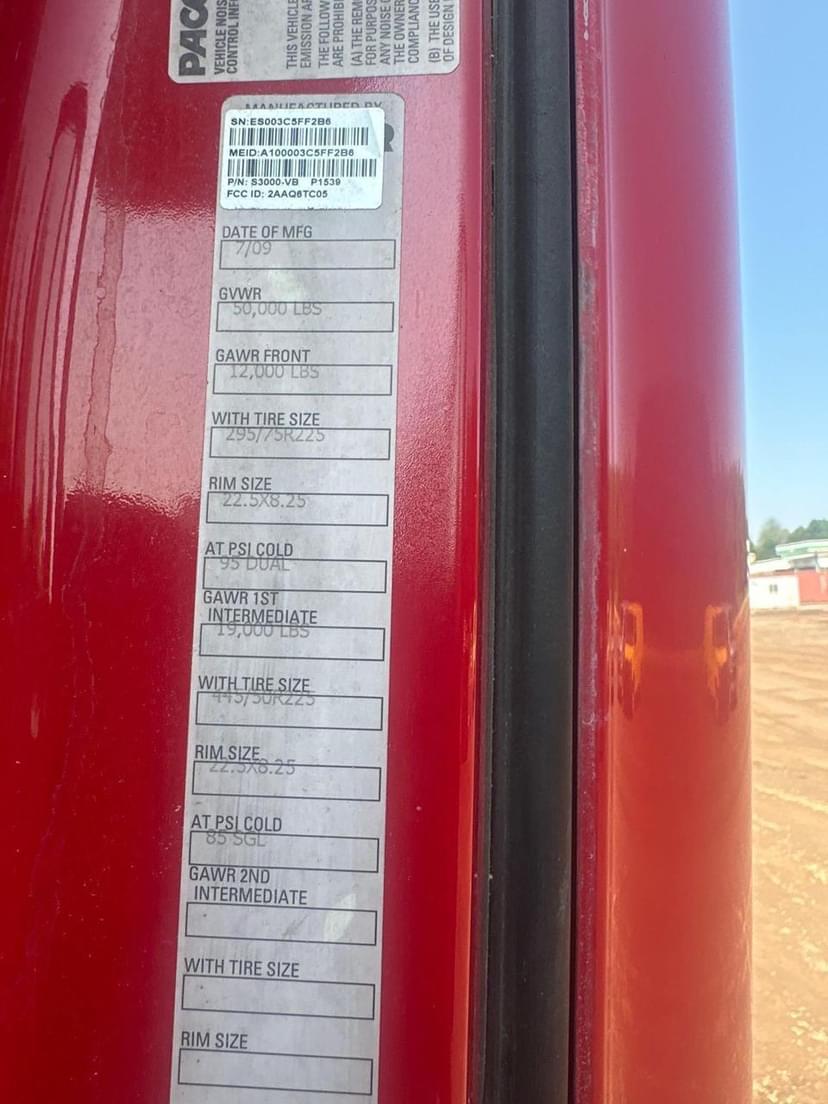 PACC
VEHICLE NOIS
CONTROL INF
THIS VEHICLE
EMISSION
THE FOLLOW
ARE PROHIBI
(A) THE REM
FOR PURPOS
ANY NOISE C
THE OWNER
COMPLIANC
(B) THE USE
OF DESIGN
MANUFACTURED BY
R
SN:ES003C5FF2B6
MEID:A100003C5FF2B6
P/N: S3000-VB P1539
FCC ID: 2AAQ6TC05
DATE OF MFG
7/09
GVWR
50,000 LBS
GAWR FRONT
12,000 LBS
WITH TIRE SIZE
295/75R225
RIM SIZE
22.5X8.25
AT PSI COLD
95 DUAL
GAWR 1ST
INTERMEDIATE
19,000 LBS
WITH TIRE SIZE
445/50R225
RIM SIZE
22.5X8.25
AT PSI COLD
85 SGL
GAWR 2ND
INTERMEDIATE
WITH TIRE SIZE
RIM SIZE